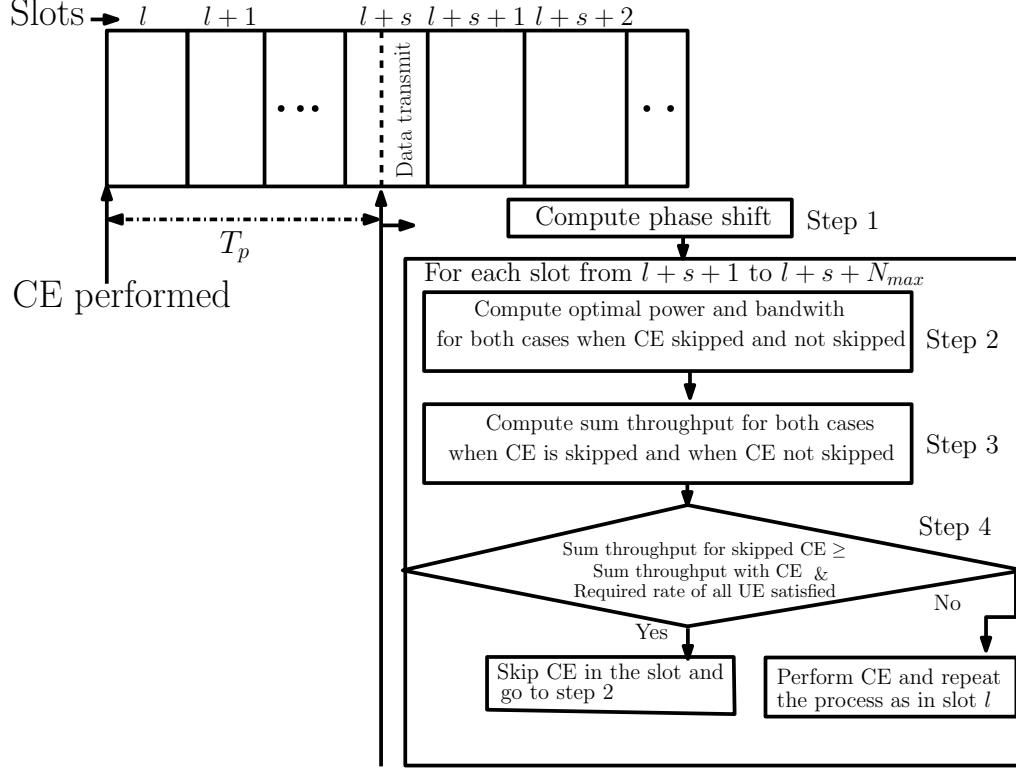 Slots l l + 1 l + s l + s + 1 l + s + 2
• • • Data transmit • •
T_p
CE performed
Compute phase shift Step 1
For each slot from l + s + 1 to l + s + N_{max}
Compute optimal power and bandwith
for both cases when CE skipped and not skipped
Step 2
Compute sum throughput for both cases
when CE is skipped and when CE not skipped
Step 3
Step 4
Sum throughput for skipped CE ≥
Sum throughput with CE &
Required rate of all UE satisfied
No
Yes
Skip CE in the slot and
go to step 2
Perform CE and repeat
the process as in slot l